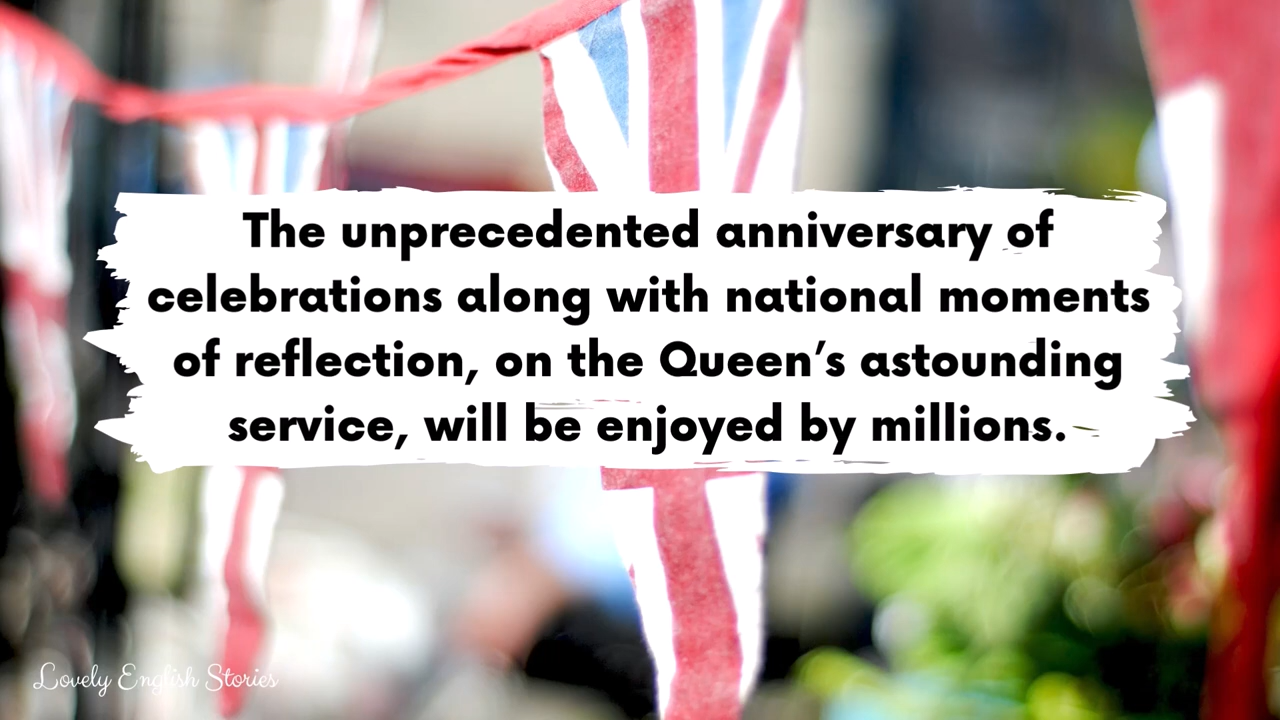 The unprecedented anniversary of
celebrations along with national moments
of reflection, on the Queen’s astounding
service, will be enjoyed by millions.
Lovely English Stories